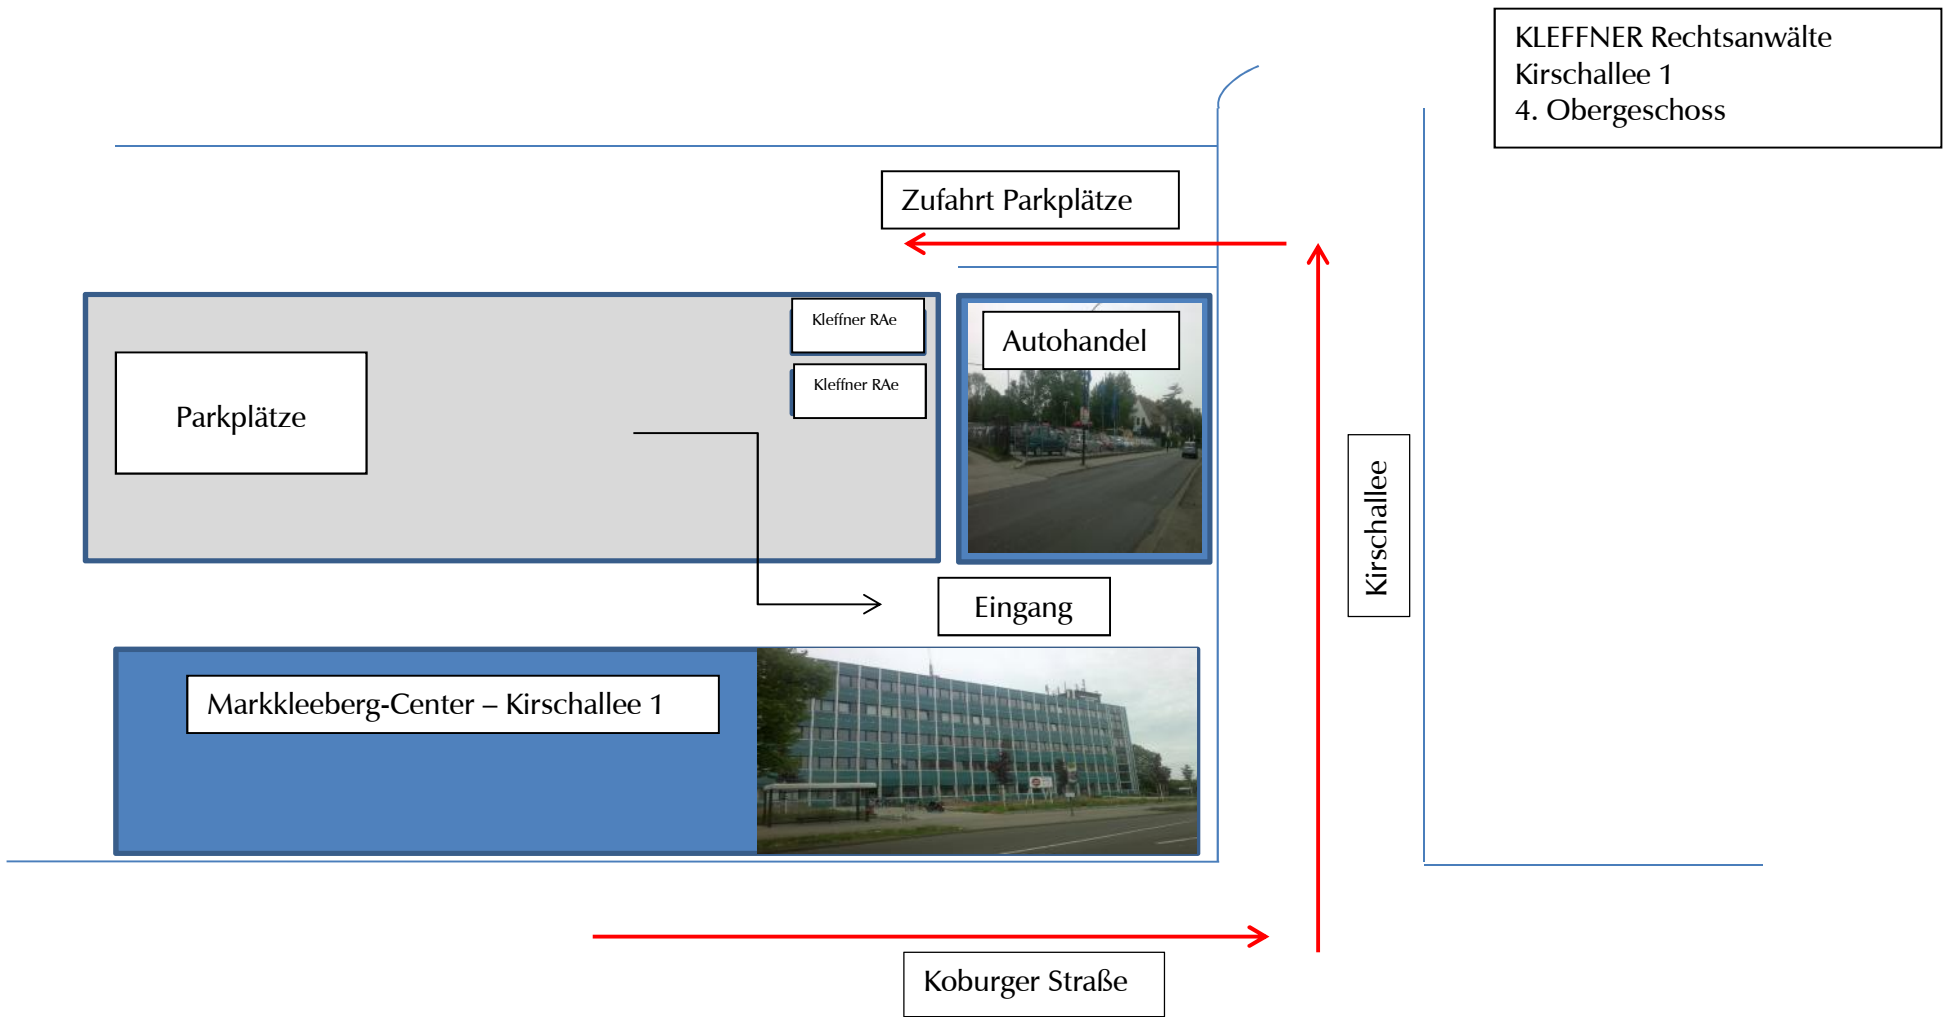 KLEFFNER Rechtsanwälte
Kirschallee 1
4. Obergeschoss
Zufahrt Parkplätze
Kleffner RAe
Autohandel
Kleffner RAe
Parkplätze
Kirschallee
Eingang
Markkleeberg-Center – Kirschallee 1
Koburger Straße